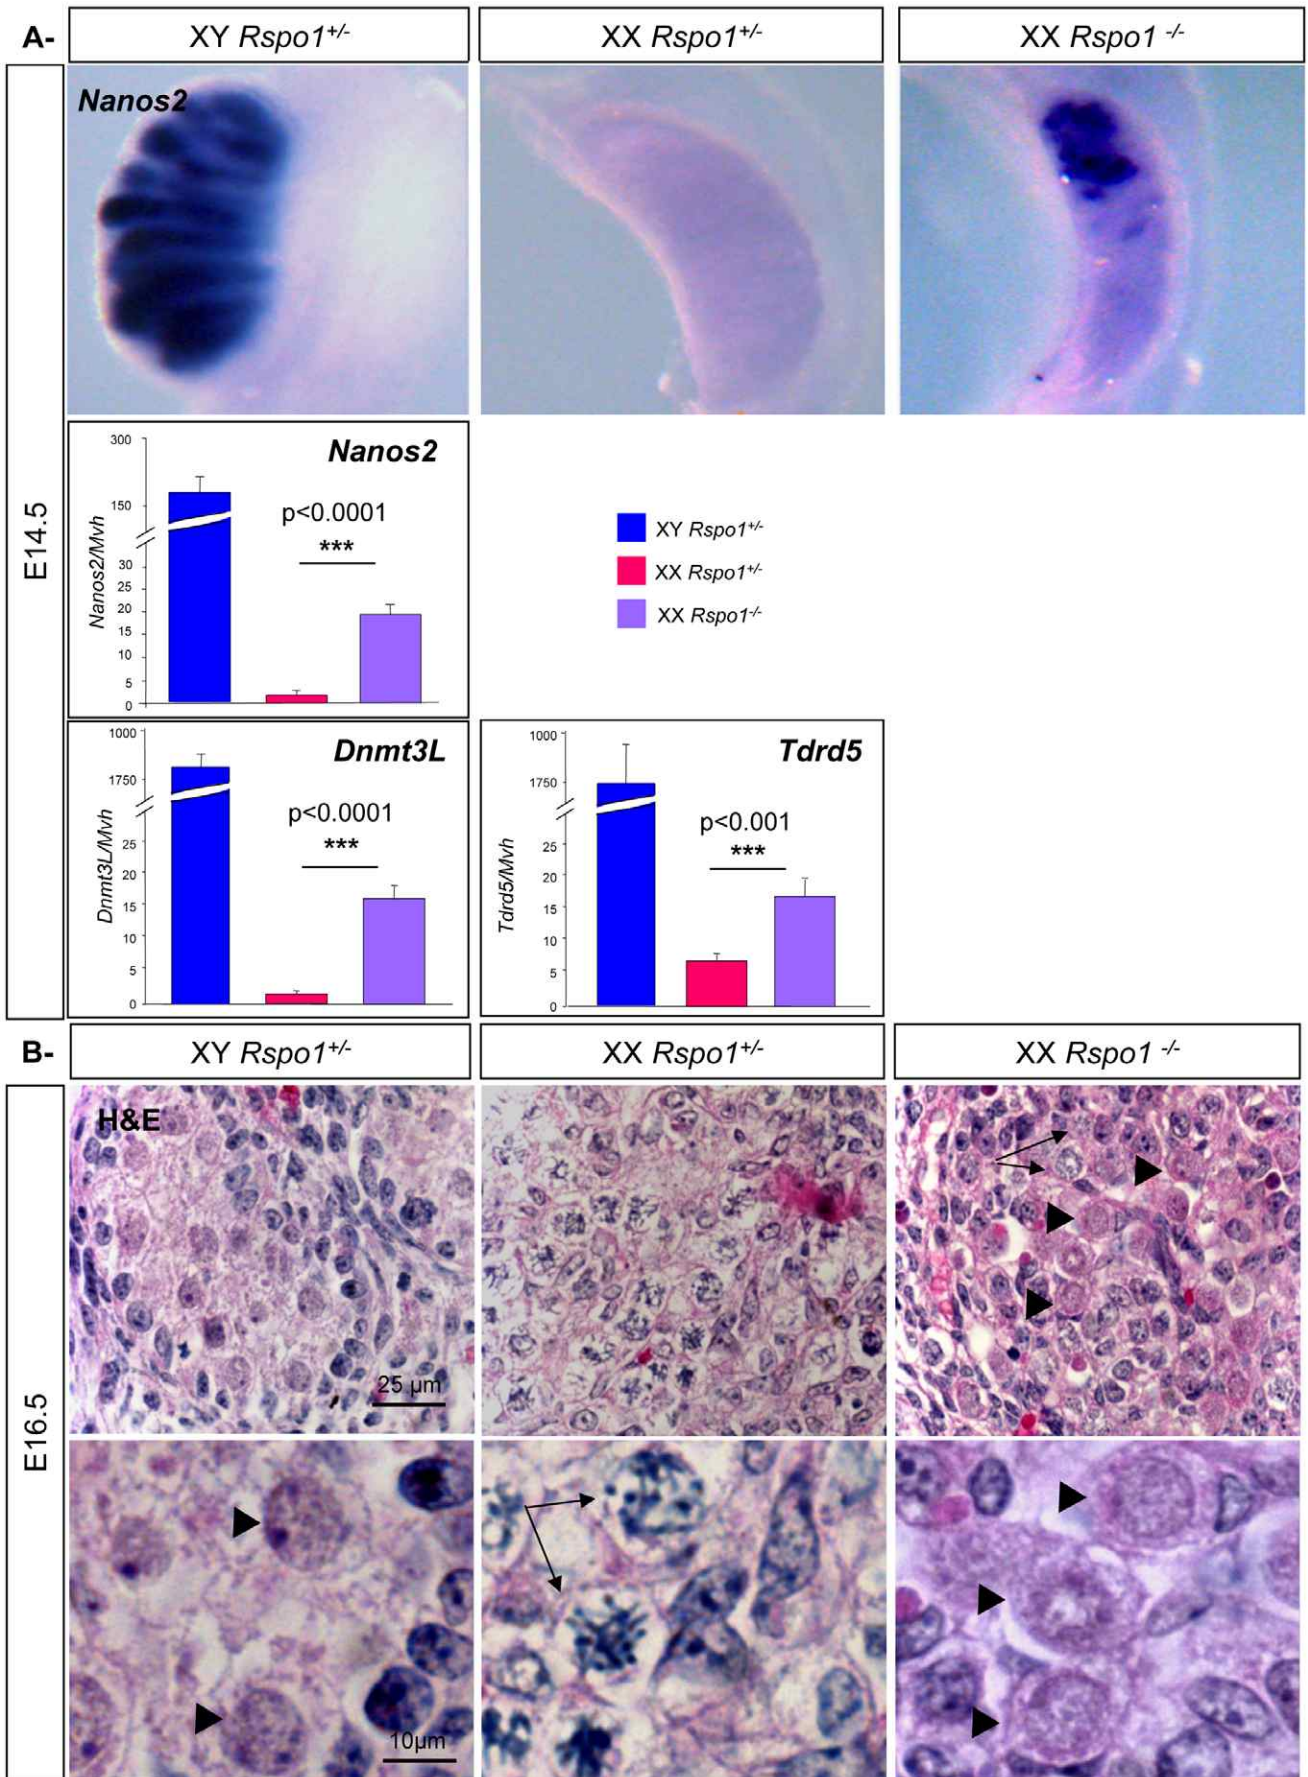 A-
XY Rspo1+/-
XX Rspo1+/-
XX Rspo1 -/-
E14.5
Nanos2
Nanos2
Nanos2/Mvh
300
150
30
25
20
15
10
5
0
p<0.0001
***
XY Rspo1+/-
XX Rspo1+/-
XX Rspo1-/-
Dnmt3L
Dnmt3L/Mvh
1000
1750
25
20
15
10
5
0
p<0.0001
***
Tdrd5
Tdrd5/Mvh
1000
1750
25
20
15
10
5
0
p<0.001
***
B-
XY Rspo1+/-
XX Rspo1+/-
XX Rspo1 -/-
E16.5
H&E
25 µm
10µm